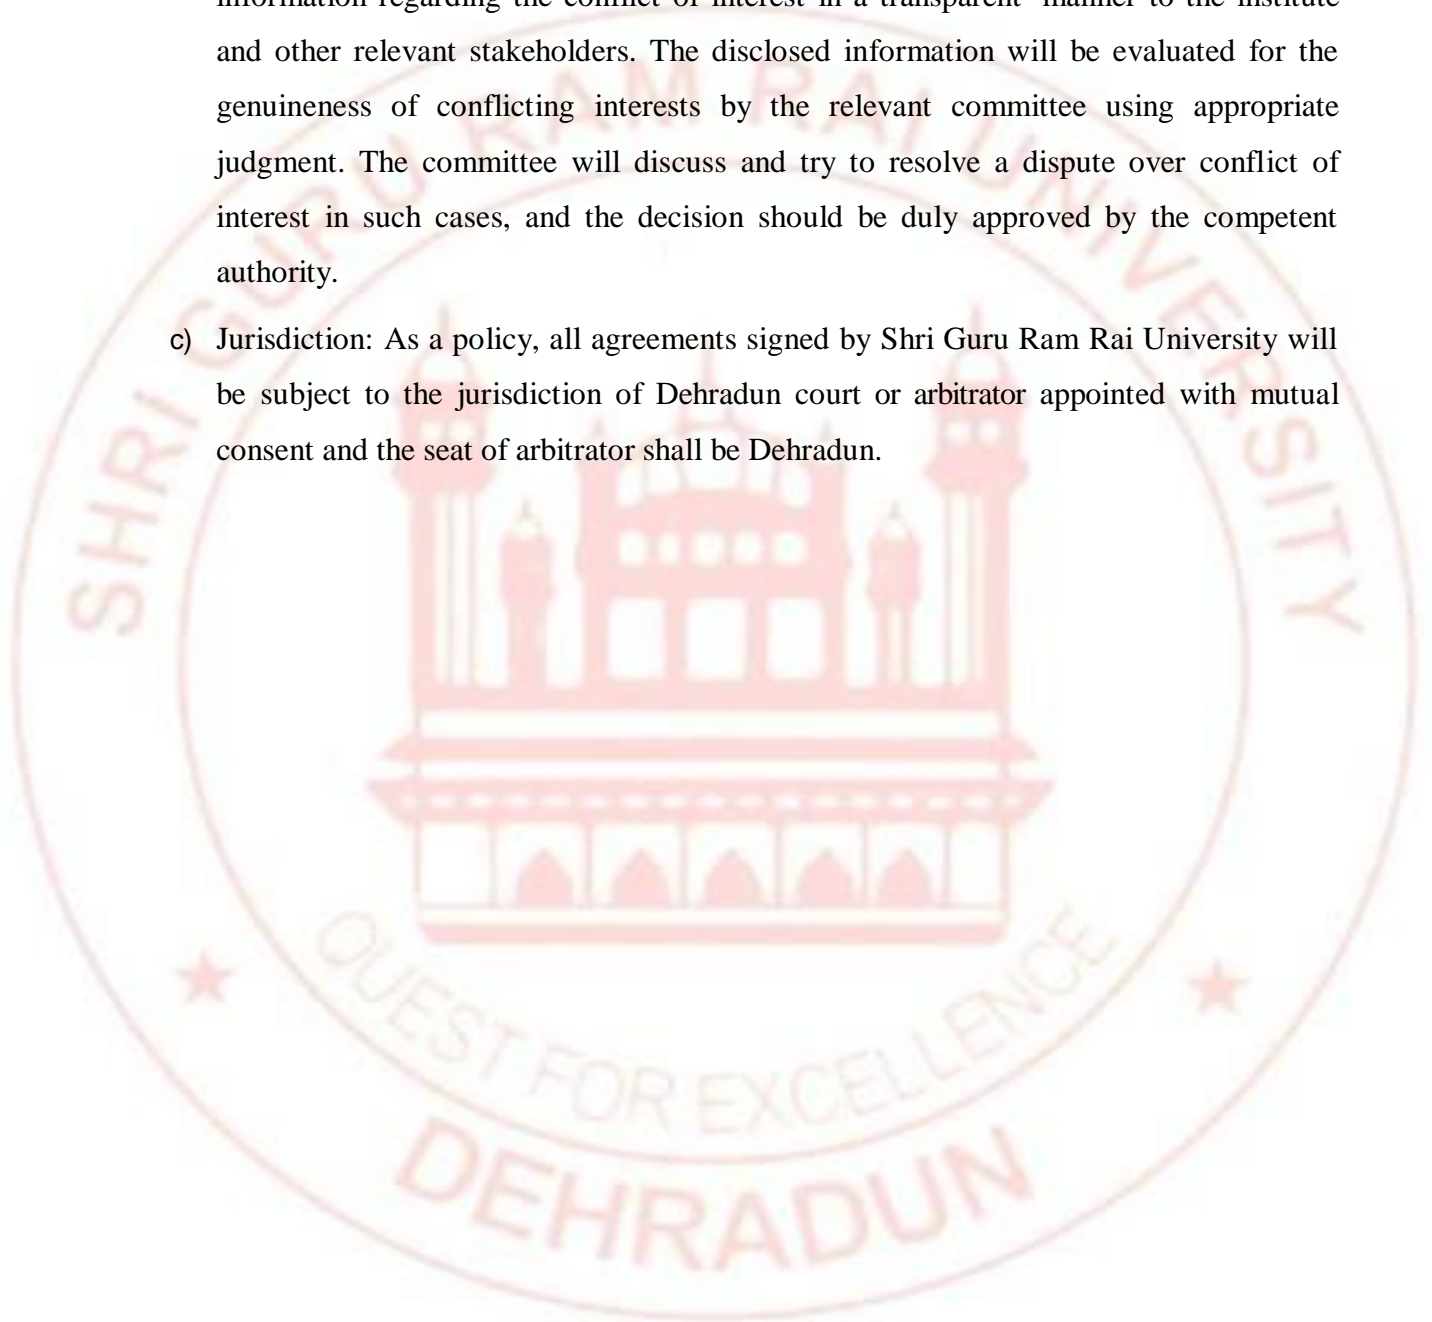 information regarding the conflict of interest in a transparent manner to the institute
and other relevant stakeholders. The disclosed information will be evaluated for the
genuineness of conflicting interests by the relevant committee using appropriate
judgment. The committee will discuss and try to resolve a dispute over conflict of
interest in such cases, and the decision should be duly approved by the competent
authority.
c) Jurisdiction: As a policy, all agreements signed by Shri Guru Ram Rai University will
be subject to the jurisdiction of Dehradun court or arbitrator appointed with mutual
consent and the seat of arbitrator shall be Dehradun.
SHRI GURU RAM RAI UNIVERSITY
QUEST FOR EXCELLENCE
DEHRADUN